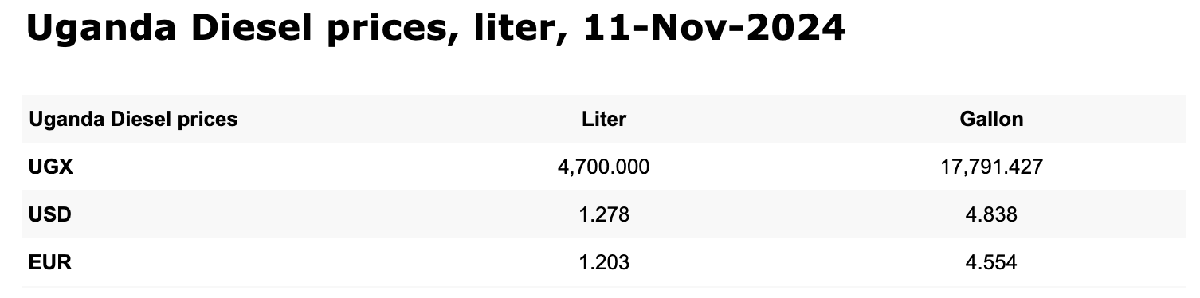 Uganda Diesel prices, liter, 11-Nov-2024
Uganda Diesel prices Liter Gallon
UGX 4,700.000 17,791.427
USD 1.278 4.838
EUR 1.203 4.554